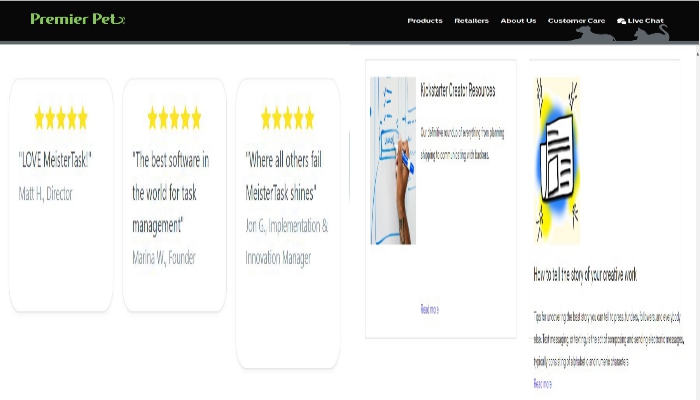 Premier Pet
Products Retailers About Us Customer Care Live Chat
"LOVE MeisterTask!"
Matt H., Director
"The best software in
the world for task
management"
Marina W., Founder
"Where all others fail
MeisterTask shines"
Jon G., Implementation &
Innovation Manager
Kickstarter Creator Resources
Our definitive roundup of everything from planning
shipping to communicating with backers.
Read more
How to tell the story of your creative work
Tips for uncovering the best story you can tell to press, funders, followers, and everybody
else. Text messaging, or texting, is the act of composing and sending electronic messages,
typically consisting of alphabetic and numeric characters
Read more